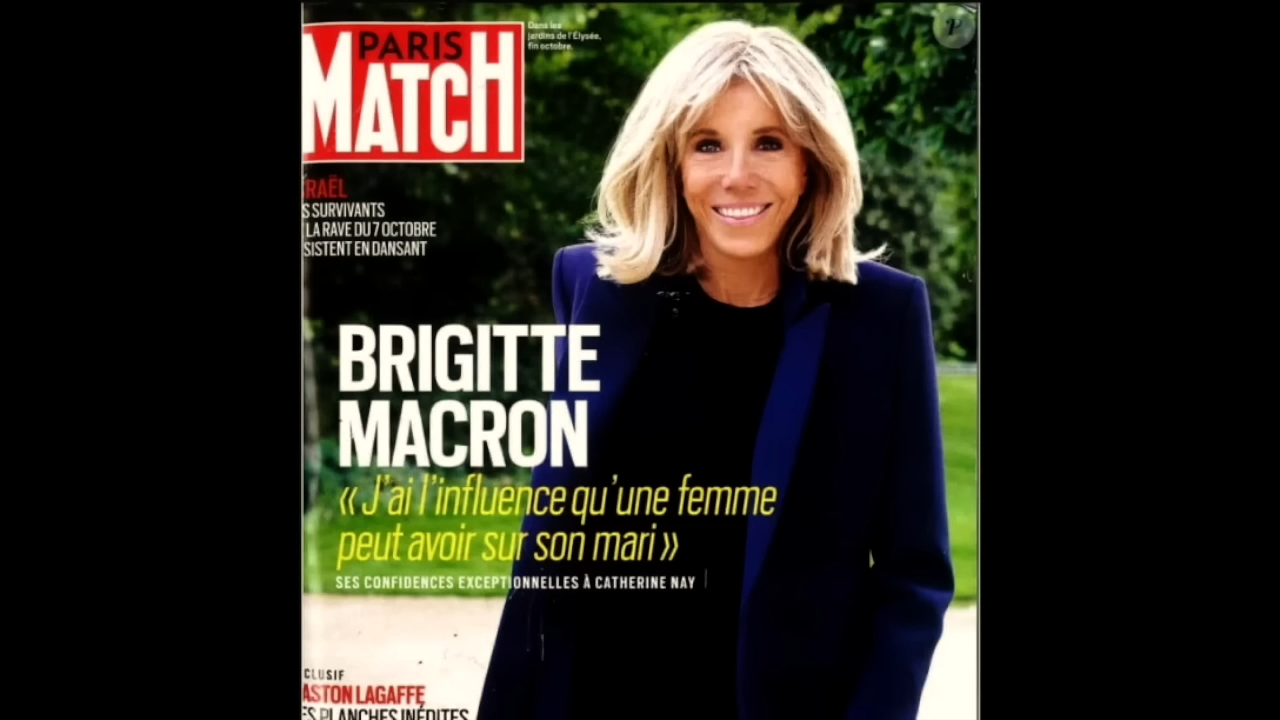 PARIS
MATCH
Dans les
jardins de l'Élysée,
fin octobre.
P
RAËL
S SURVIVANTS
LA RAVE DU 7 OCTOBRE
SISTENT EN DANSANT
BRIGITTE
MACRON
« J'ai l'influence qu'une femme
peut avoir sur son mari »
SES CONFIDENCES EXCEPTIONNELLES À CATHERINE NAY
CLUSIF
ASTON LAGAFFE
ES PLANCHES INÉDITES